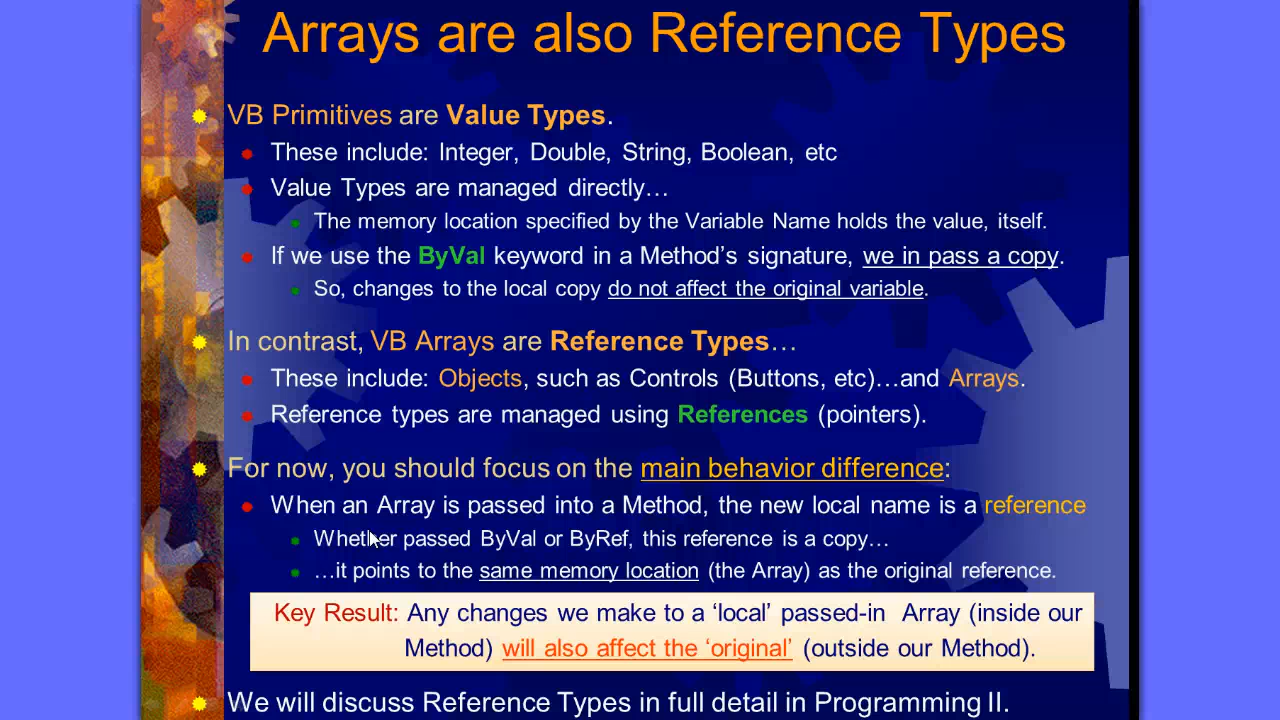 Arrays are also Reference Types
VB Primitives are Value Types.
These include: Integer, Double, String, Boolean, etc
Value Types are managed directly…
The memory location specified by the Variable Name holds the value, itself.
If we use the ByVal keyword in a Method's signature, we in pass a copy.
So, changes to the local copy do not affect the original variable.
In contrast, VB Arrays are Reference Types…
These include: Objects, such as Controls (Buttons, etc)…and Arrays.
Reference types are managed using References (pointers).
For now, you should focus on the main behavior difference:
When an Array is passed into a Method, the new local name is a reference
Whether passed ByVal or ByRef, this reference is a copy…
…it points to the same memory location (the Array) as the original reference.
Key Result: Any changes we make to a ‘local’ passed-in Array (inside our
Method) will also affect the ‘original’ (outside our Method).
We will discuss Reference Types in full detail in Programming II.